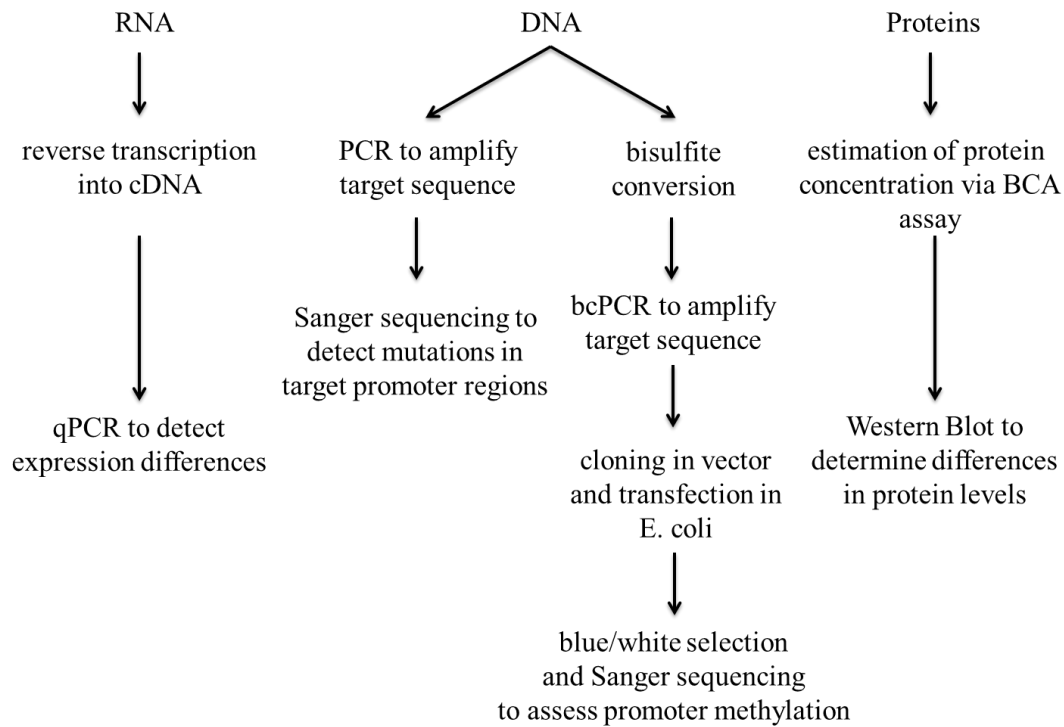 RNA
DNA
Proteins
reverse transcription
into cDNA
PCR to amplify
target sequence
bisulfite
conversion
estimation of protein
concentration via BCA
assay
Sanger sequencing to
detect mutations in
target promoter regions
bcPCR to amplify
target sequence
qPCR to detect
expression differences
cloning in vector
and transfection in
E. coli
Western Blot to
determine differences
in protein levels
blue/white selection
and Sanger sequencing
to assess promoter methylation